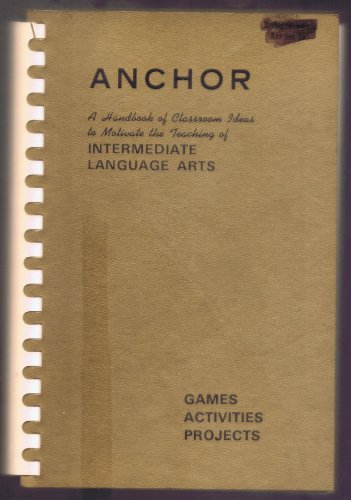 ANCHOR
A Handbook of Classroom Ideas
to Motivate the Teaching of
INTERMEDIATE
LANGUAGE ARTS
GAMES
ACTIVITIES
PROJECTS